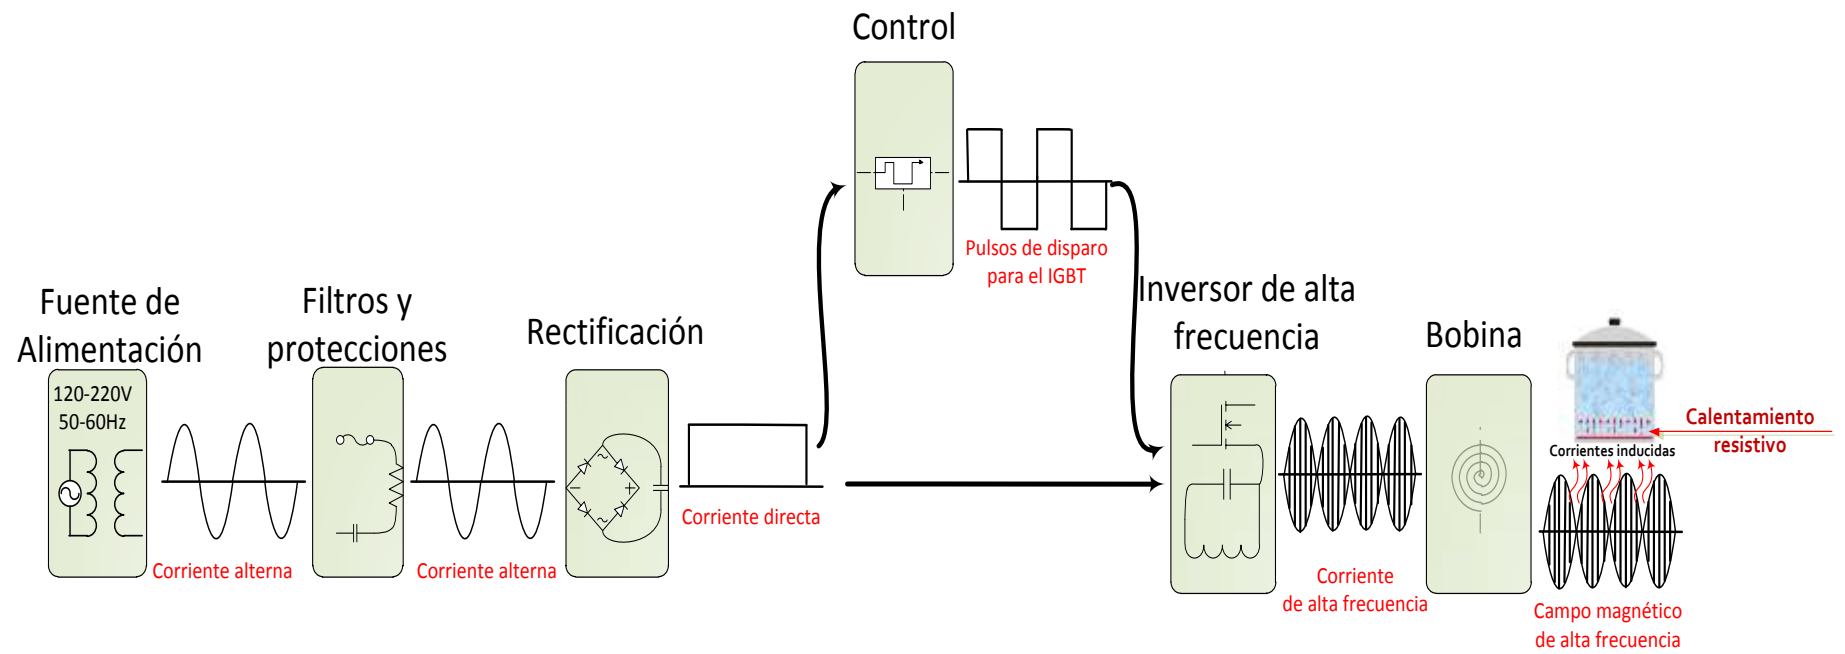 Control
Pulsos de disparo
para el IGBT
Fuente de
Alimentación
120-220V
50-60Hz
Corriente alterna
Filtros y
protecciones
Corriente alterna
Rectificación
Corriente directa
Inversor de alta
frecuencia
Corriente
de alta frecuencia
Bobina
Calentamiento
resistivo
Corrientes inducidas
Campo magnético
de alta frecuencia